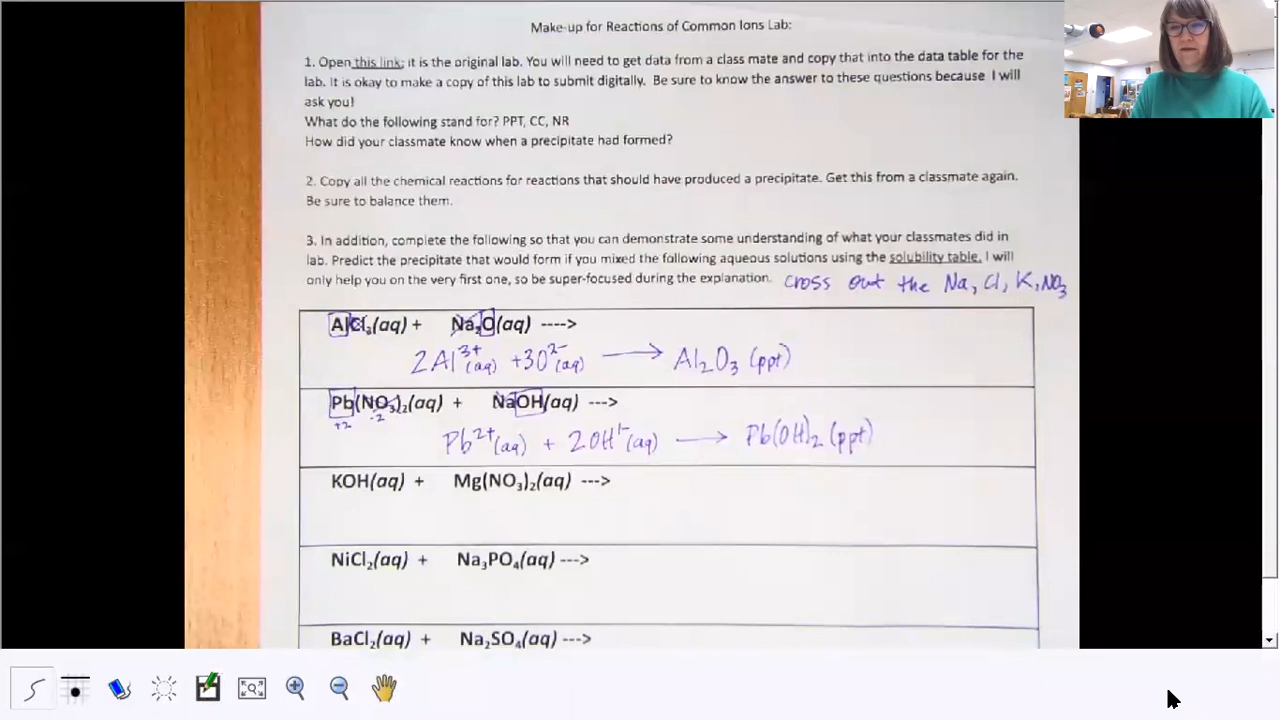 Make-up for Reactions of Common Ions Lab:
1. Open this link; it is the original lab. You will need to get data from a class mate and copy that into the data table for the
lab. It is okay to make a copy of this lab to submit digitally. Be sure to know the answer to these questions because I will
ask you!
What do the following stand for? PPT, CC, NR
How did your classmate know when a precipitate had formed?
2. Copy all the chemical reactions for reactions that should have produced a precipitate. Get this from a classmate again.
Be sure to balance them.
3. In addition, complete the following so that you can demonstrate some understanding of what your classmates did in
lab. Predict the precipitate that would form if you mixed the following aqueous solutions using the solubility table. I will
only help you on the very first one, so be super-focused during the explanation. cross out the Na, Cl, K, NO₃
AlCl₃(aq) + Na₂O(aq) ---->
2Al³⁺(aq) + 3O²⁻(aq) → Al₂O₃ (ppt)
Pb(NO₃)₂(aq) + NaOH(aq) --->
+2 -2
Pb²⁺(aq) + 2OH¹⁻(aq) → Pb(OH)₂ (ppt)
KOH(aq) + Mg(NO₃)₂(aq) --->
NiCl₂(aq) + Na₃PO₄(aq) --->
BaCl₂(aq) + Na₂SO₄(aq) --->